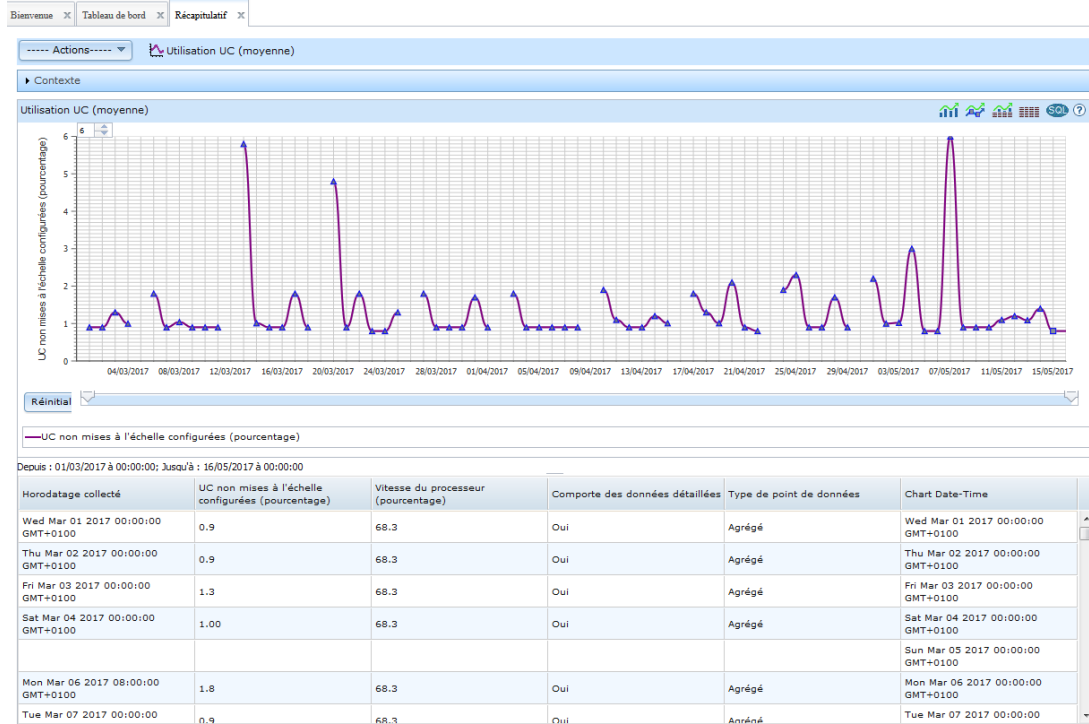 Bienvenue X Tableau de bord X Récapitulatif X
----- Actions----- Utilisation UC (moyenne)
Contexte
Utilisation UC (moyenne) SQL ?
6
UC non mises à l'échelle configurées (pourcentage)
6
5
4
3
2
1
0
04/03/2017 08/03/2017 12/03/2017 16/03/2017 20/03/2017 24/03/2017 28/03/2017 01/04/2017 05/04/2017 09/04/2017 13/04/2017 17/04/2017 21/04/2017 25/04/2017 29/04/2017 03/05/2017 07/05/2017 11/05/2017 15/05/2017
Réinitial
UC non mises à l'échelle configurées (pourcentage)
Depuis : 01/03/2017 à 00:00:00; Jusqu'à : 16/05/2017 à 00:00:00
Horodatage collecté UC non mises à l'échelle configurées (pourcentage) Vitesse du processeur (pourcentage) Comporte des données détaillées Type de point de données Chart Date-Time
Wed Mar 01 2017 00:00:00 GMT+0100 0.9 68.3 Oui Agrégé Wed Mar 01 2017 00:00:00 GMT+0100
Thu Mar 02 2017 00:00:00 GMT+0100 0.9 68.3 Oui Agrégé Thu Mar 02 2017 00:00:00 GMT+0100
Fri Mar 03 2017 00:00:00 GMT+0100 1.3 68.3 Oui Agrégé Fri Mar 03 2017 00:00:00 GMT+0100
Sat Mar 04 2017 00:00:00 GMT+0100 1.00 68.3 Oui Agrégé Sat Mar 04 2017 00:00:00 GMT+0100
Sun Mar 05 2017 00:00:00 GMT+0100
Mon Mar 06 2017 08:00:00 GMT+0100 1.8 68.3 Oui Agrégé Mon Mar 06 2017 00:00:00 GMT+0100
Tue Mar 07 2017 00:00:00 0.9 68.3 Oui Agrégé Tue Mar 07 2017 00:00:00